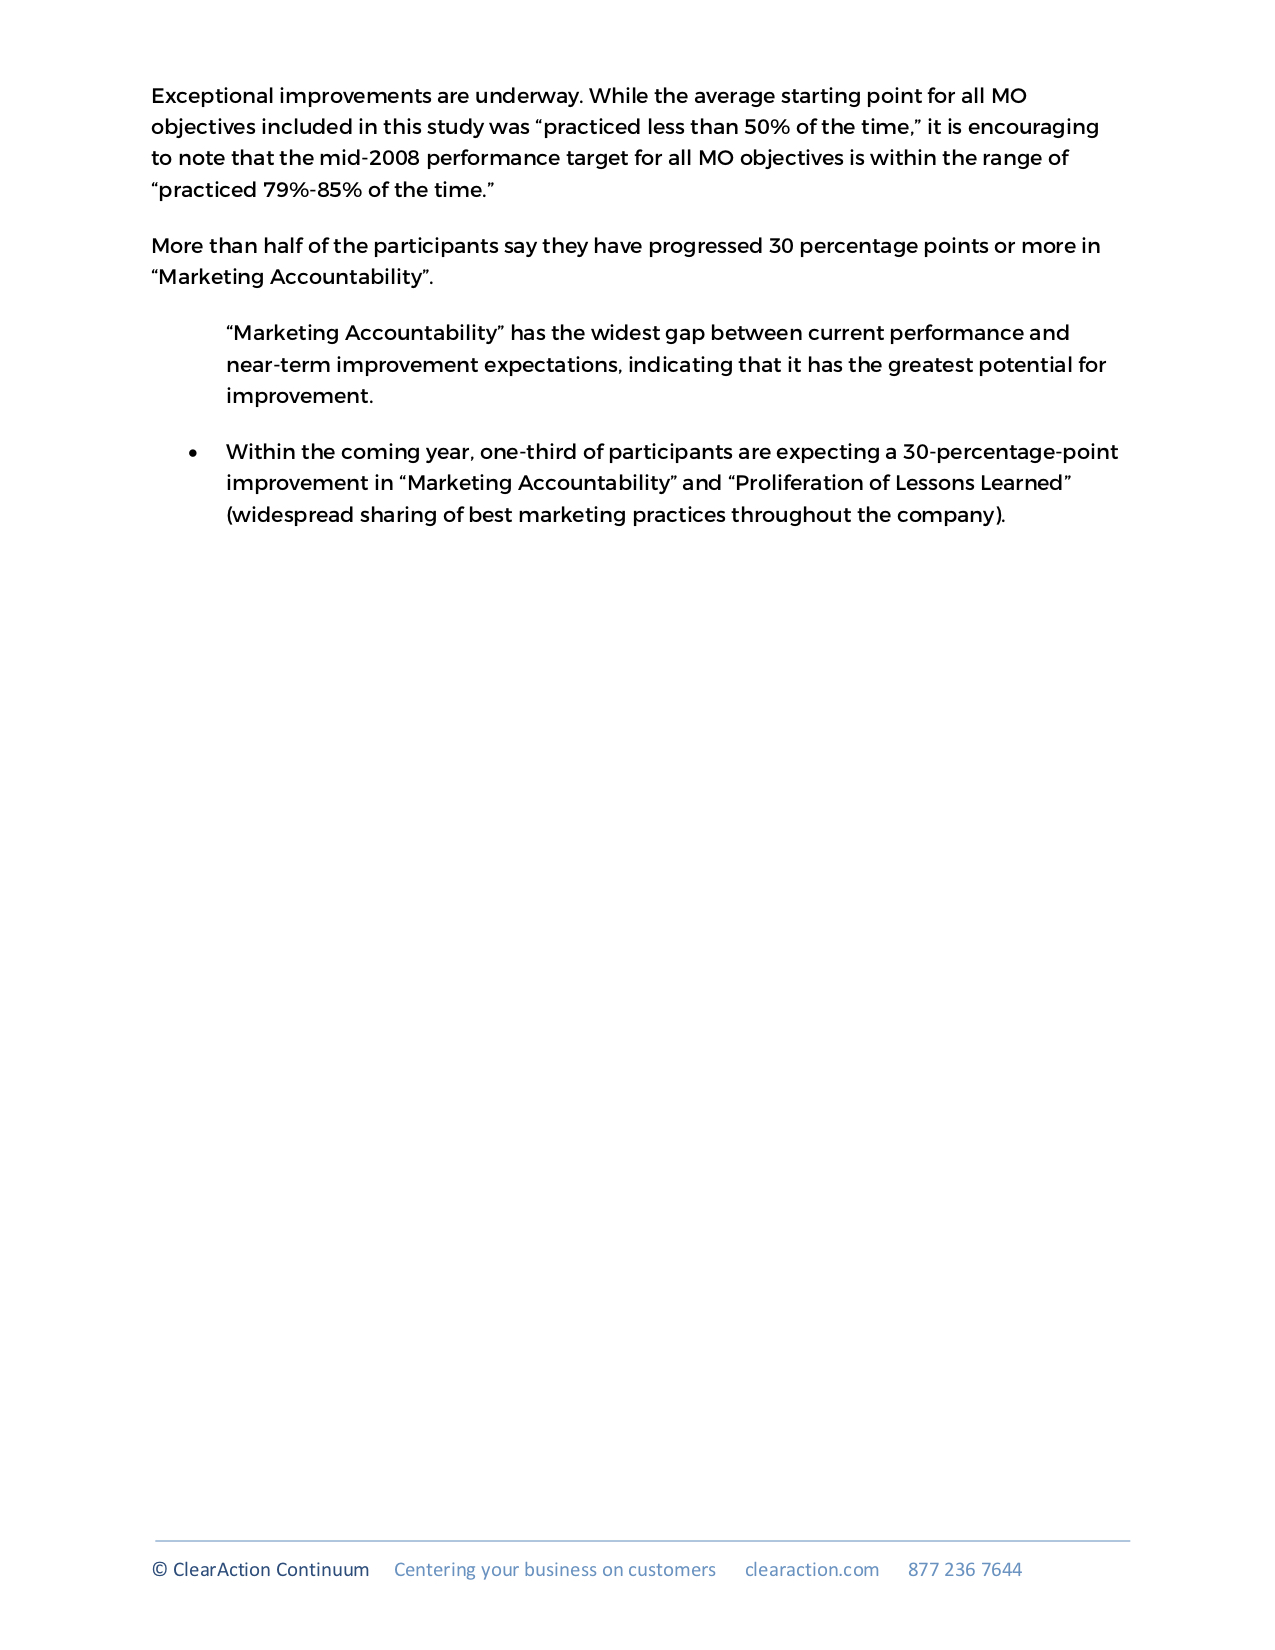 Exceptional improvements are underway. While the average starting point for all MO
objectives included in this study was “practiced less than 50% of the time,” it is encouraging
to note that the mid-2008 performance target for all MO objectives is within the range of
“practiced 79%-85% of the time.”
More than half of the participants say they have progressed 30 percentage points or more in
“Marketing Accountability”.
“Marketing Accountability” has the widest gap between current performance and
near-term improvement expectations, indicating that it has the greatest potential for
improvement.
• Within the coming year, one-third of participants are expecting a 30-percentage-point
improvement in “Marketing Accountability” and “Proliferation of Lessons Learned”
(widespread sharing of best marketing practices throughout the company).
© ClearAction Continuum Centering your business on customers clearaction.com 877 236 7644